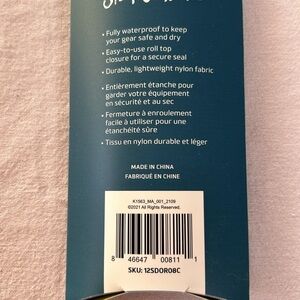 • Fully waterproof to keep
your gear safe and dry
• Easy-to-use roll top
closure for a secure seal
• Durable, lightweight nylon fabric
• Entièrement étanche pour
garder votre équipement
en sécurité et au sec
• Fermeture à enroulement
facile à utiliser pour une
étanchéité sûre
• Tissu en nylon durable et léger
MADE IN CHINA
FABRIQUÉ EN CHINE
K1563_MA_001_2109
©2021 All Rights Reserved.
8 46647 00811 1
SKU: 12SDOR08C